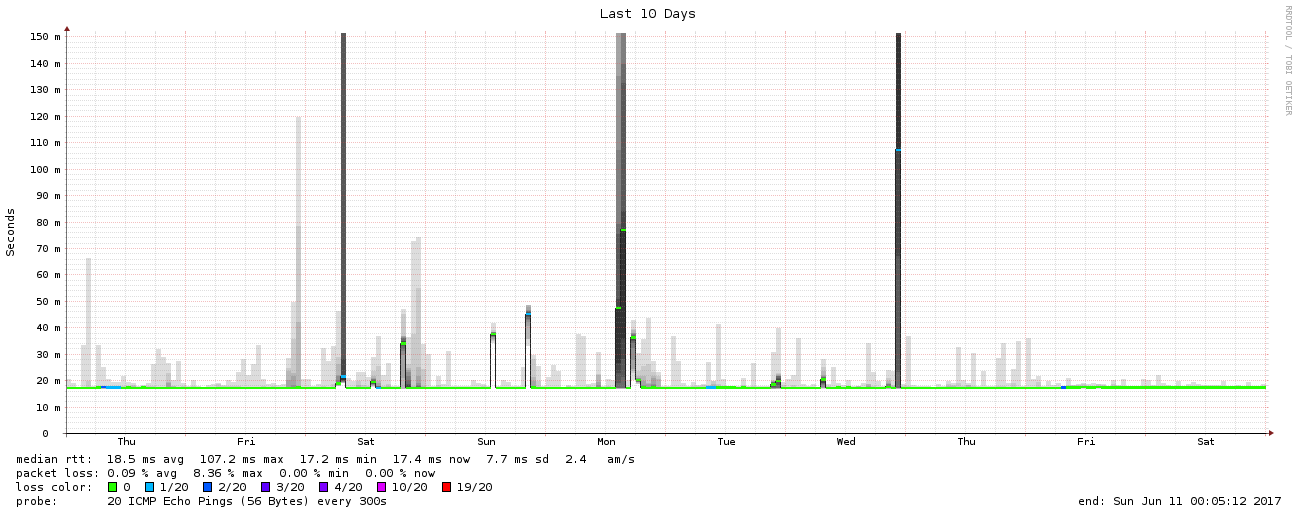 Last 10 Days
RRDTOOL / TOBI OETIKER
Seconds
150 m
140 m
130 m
120 m
110 m
100 m
90 m
80 m
70 m
60 m
50 m
40 m
30 m
20 m
10 m
0
Thu Fri Sat Sun Mon Tue Wed Thu Fri Sat
median rtt: 18.5 ms avg 107.2 ms max 17.2 ms min 17.4 ms now 7.7 ms sd 2.4 am/s
packet loss: 0.09 % avg 8.36 % max 0.00 % min 0.00 % now
loss color: 0 1/20 2/20 3/20 4/20 10/20 19/20
probe: 20 ICMP Echo Pings (56 Bytes) every 300s end: Sun Jun 11 00:05:12 2017